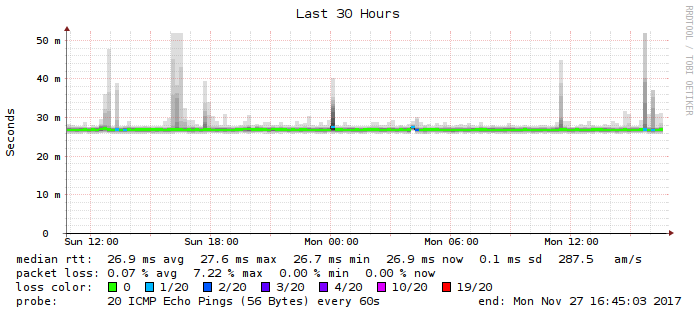 Last 30 Hours
RRDTOOL / TOBI OETIKER
Seconds
50 m
40 m
30 m
20 m
10 m
0
Sun 12:00 Sun 18:00 Mon 00:00 Mon 06:00 Mon 12:00
median rtt: 26.9 ms avg 27.6 ms max 26.7 ms min 26.9 ms now 0.1 ms sd 287.5 am/s
packet loss: 0.07 % avg 7.22 % max 0.00 % min 0.00 % now
loss color: 0 1/20 2/20 3/20 4/20 10/20 19/20
probe: 20 ICMP Echo Pings (56 Bytes) every 60s end: Mon Nov 27 16:45:03 2017